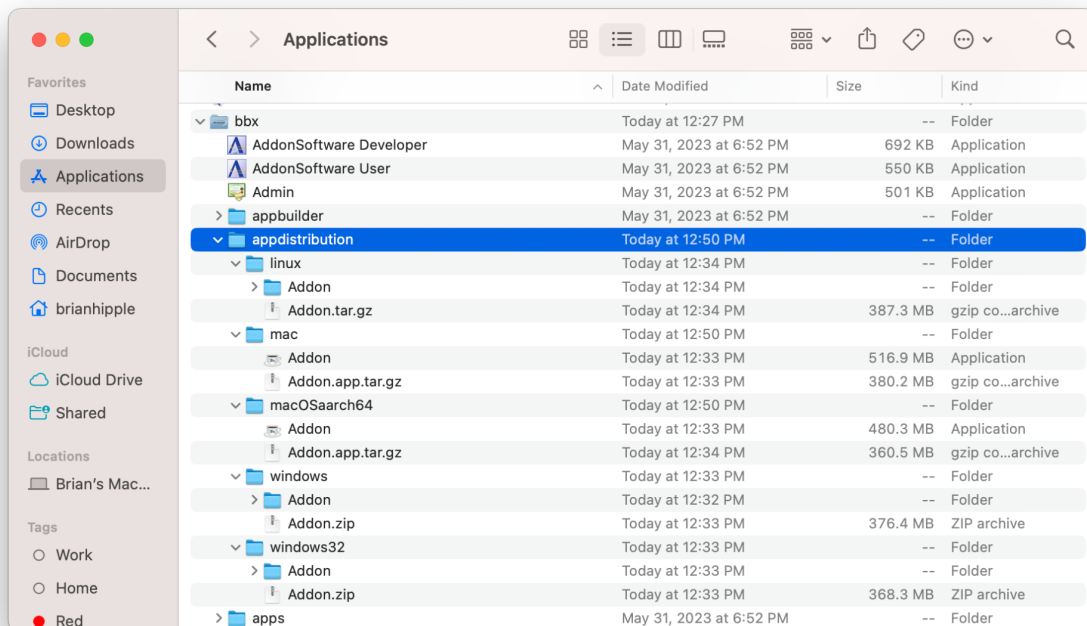 Applications
Favorites
Desktop
Downloads
Applications
Recents
AirDrop
Documents
brianhipple
iCloud
iCloud Drive
Shared
Locations
Brian's Mac...
Tags
Work
Home
Red
Name Date Modified Size Kind
bbx Today at 12:27 PM -- Folder
AddonSoftware Developer May 31, 2023 at 6:52 PM 692 KB Application
AddonSoftware User May 31, 2023 at 6:52 PM 550 KB Application
Admin May 31, 2023 at 6:52 PM 501 KB Application
appbuilder May 31, 2023 at 6:52 PM -- Folder
appdistribution Today at 12:50 PM -- Folder
linux Today at 12:34 PM -- Folder
Addon Today at 12:34 PM -- Folder
Addon.tar.gz Today at 12:34 PM 387.3 MB gzip co...archive
mac Today at 12:50 PM -- Folder
Addon Today at 12:33 PM 516.9 MB Application
Addon.app.tar.gz Today at 12:33 PM 380.2 MB gzip co...archive
macOSaarch64 Today at 12:50 PM -- Folder
Addon Today at 12:33 PM 480.3 MB Application
Addon.app.tar.gz Today at 12:34 PM 360.5 MB gzip co...archive
windows Today at 12:33 PM -- Folder
Addon Today at 12:32 PM -- Folder
Addon.zip Today at 12:33 PM 376.4 MB ZIP archive
windows32 Today at 12:33 PM -- Folder
Addon Today at 12:33 PM -- Folder
Addon.zip Today at 12:33 PM 368.3 MB ZIP archive
apps May 31, 2023 at 6:52 PM -- Folder